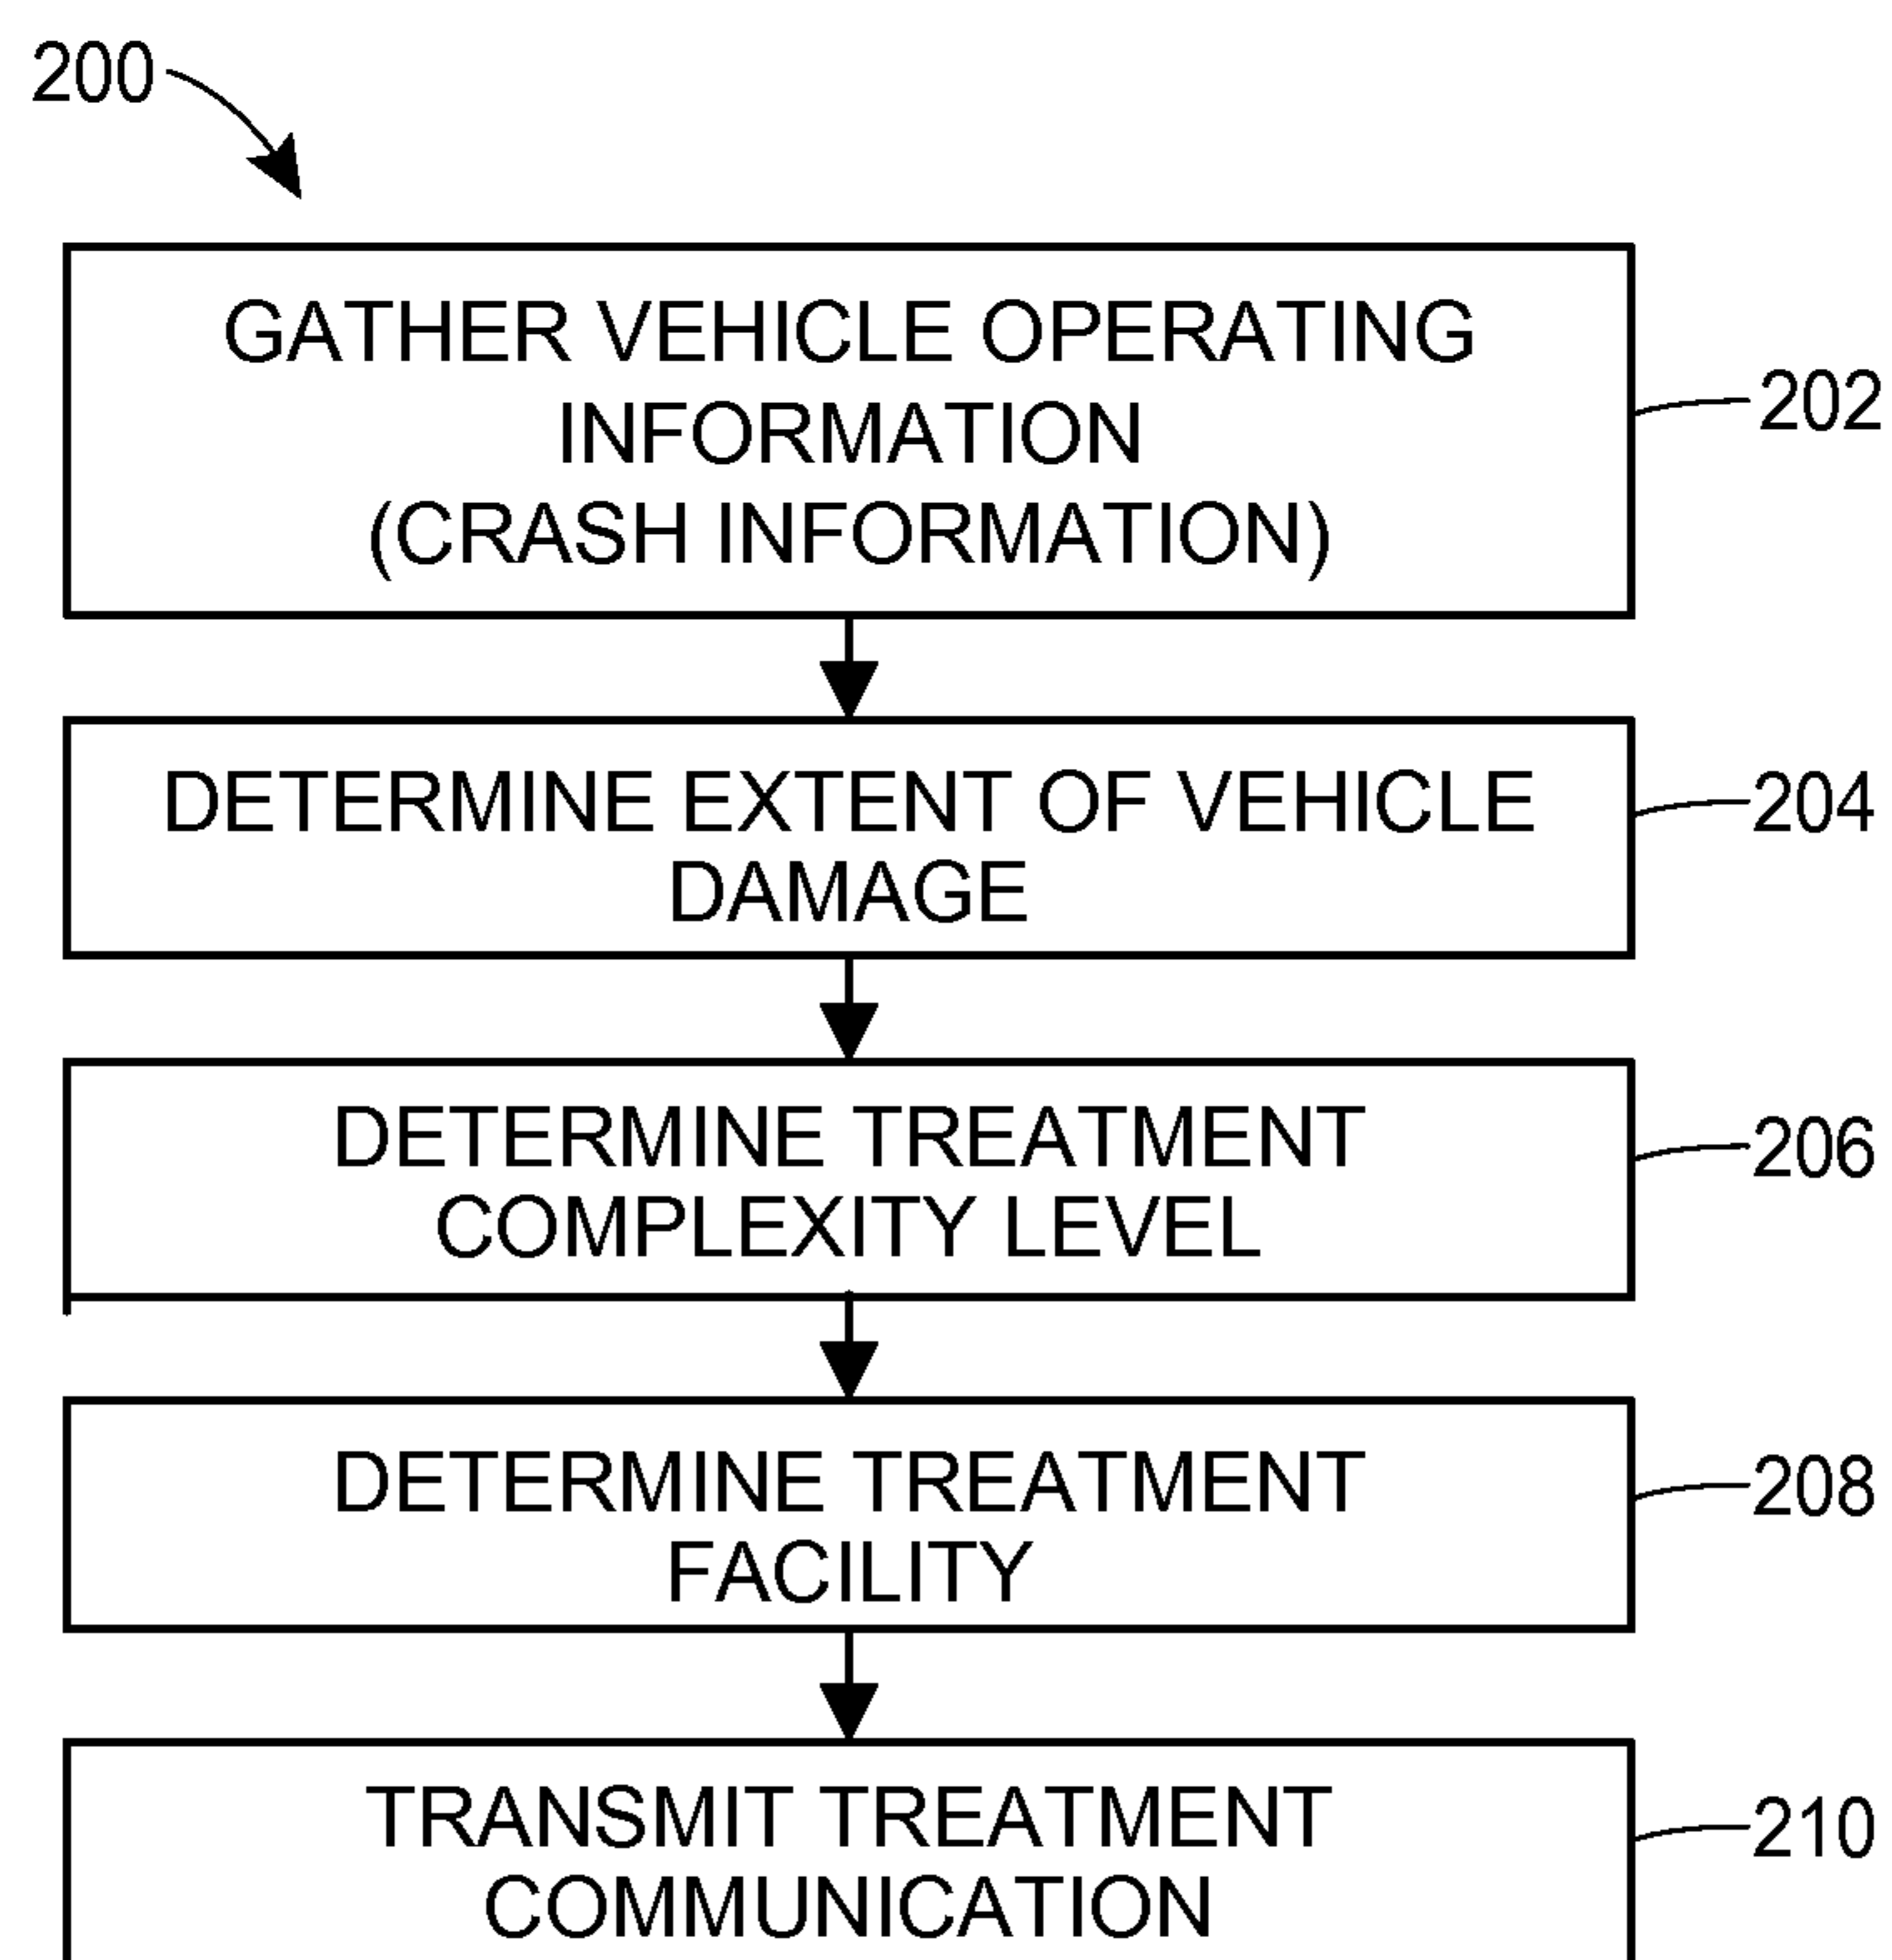 200
GATHER VEHICLE OPERATING
INFORMATION
(CRASH INFORMATION)
202
DETERMINE EXTENT OF VEHICLE
DAMAGE
204
DETERMINE TREATMENT
COMPLEXITY LEVEL
206
DETERMINE TREATMENT
FACILITY
208
TRANSMIT TREATMENT
COMMUNICATION
210